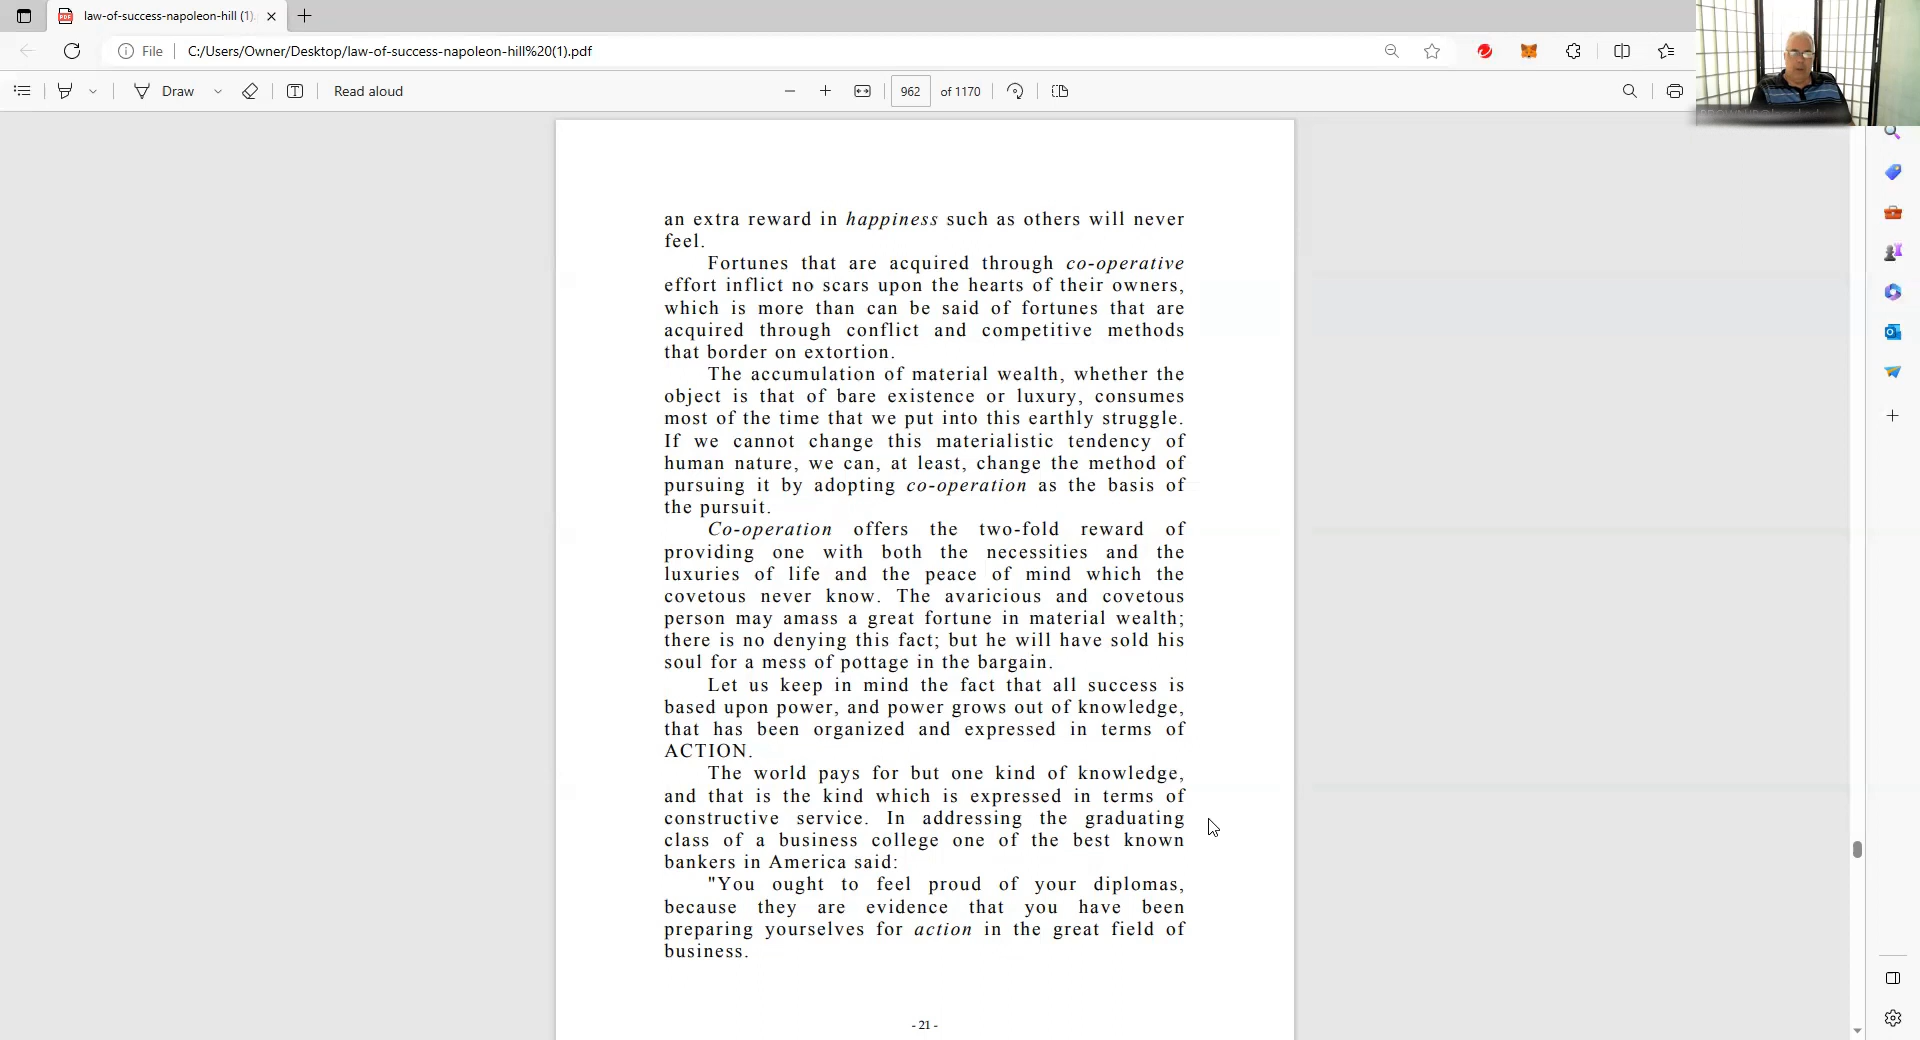 law-of-success-napoleon-hill (1)
File
C:/Users/Owner/Desktop/law-of-success-napoleon-hill%20(1).pdf
Draw
Read aloud
962 of 1170
an extra reward in happiness such as others will never
feel.
Fortunes that are acquired through co-operative
effort inflict no scars upon the hearts of their owners,
which is more than can be said of fortunes that are
acquired through conflict and competitive methods
that border on extortion.
The accumulation of material wealth, whether the
object is that of bare existence or luxury, consumes
most of the time that we put into this earthly struggle.
If we cannot change this materialistic tendency of
human nature, we can, at least, change the method of
pursuing it by adopting co-operation as the basis of
the pursuit.
Co-operation offers the two-fold reward of
providing one with both the necessities and the
luxuries of life and the peace of mind which the
covetous never know. The avaricious and covetous
person may amass a great fortune in material wealth;
there is no denying this fact; but he will have sold his
soul for a mess of pottage in the bargain.
Let us keep in mind the fact that all success is
based upon power, and power grows out of knowledge,
that has been organized and expressed in terms of
ACTION.
The world pays for but one kind of knowledge,
and that is the kind which is expressed in terms of
constructive service. In addressing the graduating
class of a business college one of the best known
bankers in America said:
"You ought to feel proud of your diplomas,
because they are evidence that you have been
preparing yourselves for action in the great field of
business.
- 21 -